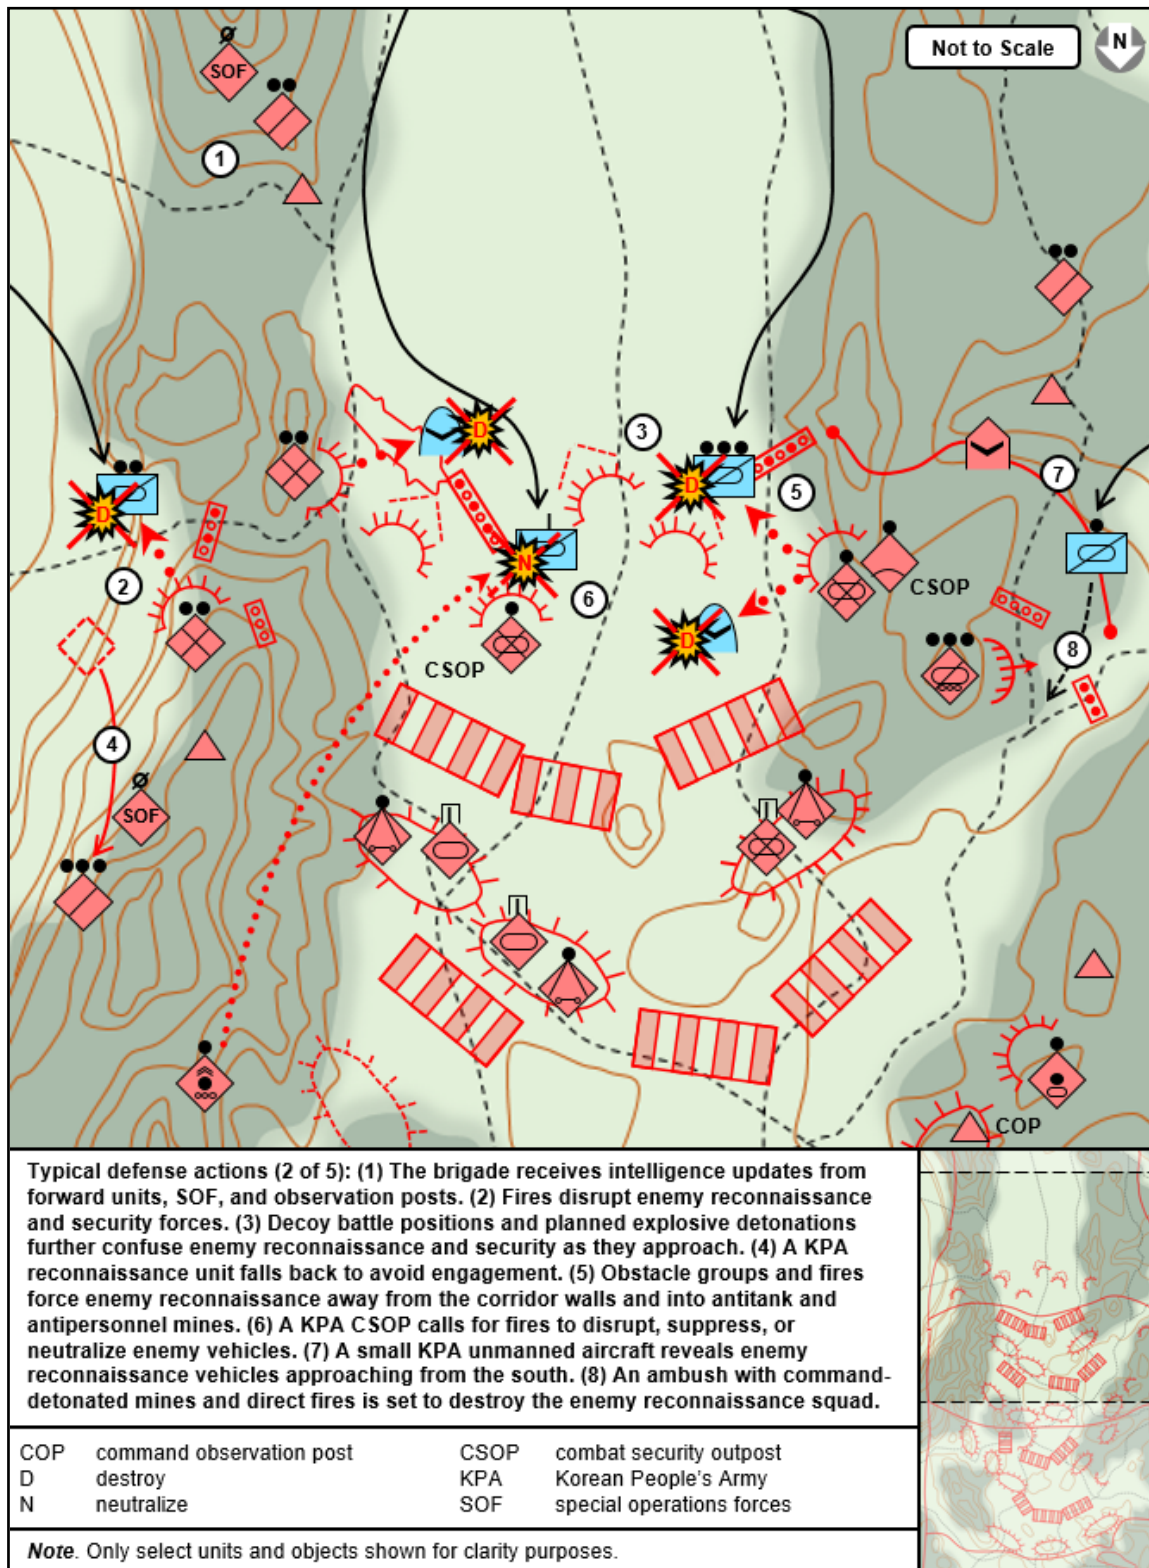 Not to Scale
N
SOF
1
3
D
D
5
7
D
2
N
6
CSOP
CSOP
D
8
4
SOF
COP
Typical defense actions (2 of 5): (1) The brigade receives intelligence updates from
forward units, SOF, and observation posts. (2) Fires disrupt enemy reconnaissance
and security forces. (3) Decoy battle positions and planned explosive detonations
further confuse enemy reconnaissance and security as they approach. (4) A KPA
reconnaissance unit falls back to avoid engagement. (5) Obstacle groups and fires
force enemy reconnaissance away from the corridor walls and into antitank and
antipersonnel mines. (6) A KPA CSOP calls for fires to disrupt, suppress, or
neutralize enemy vehicles. (7) A small KPA unmanned aircraft reveals enemy
reconnaissance vehicles approaching from the south. (8) An ambush with command-
detonated mines and direct fires is set to destroy the enemy reconnaissance squad.
COP command observation post CSOP combat security outpost
D destroy KPA Korean People's Army
N neutralize SOF special operations forces
Note. Only select units and objects shown for clarity purposes.